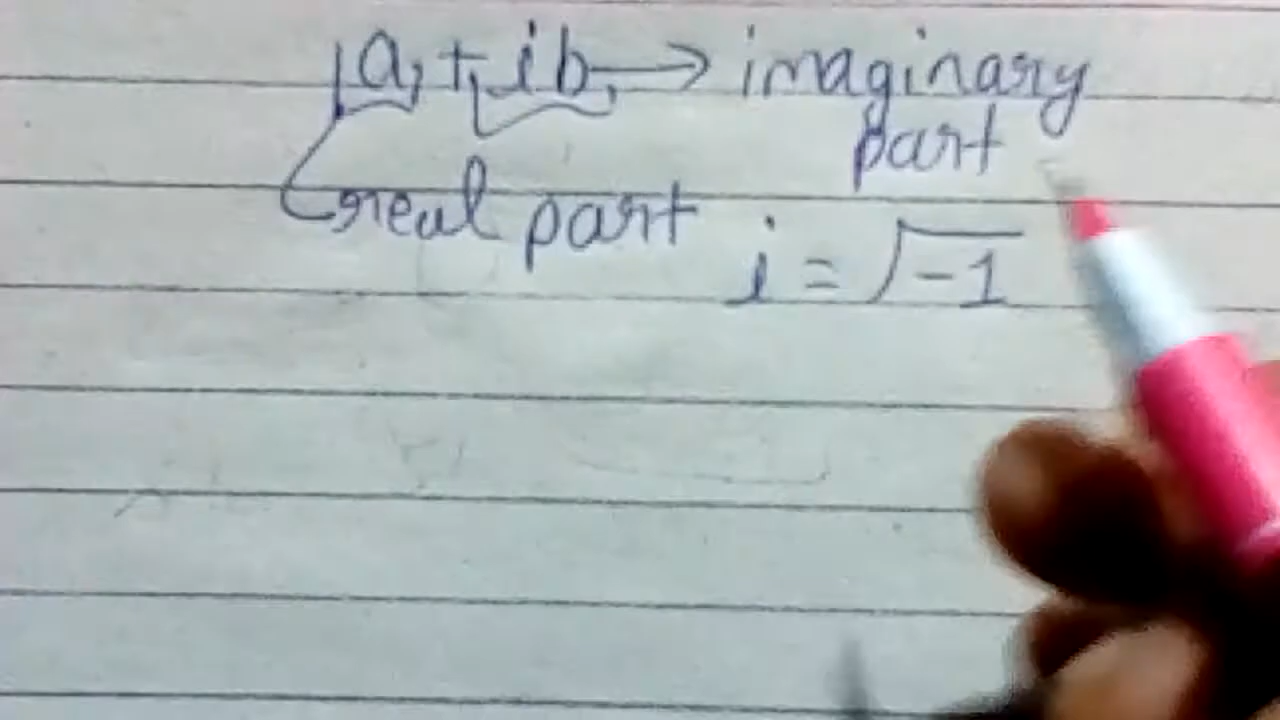 a + ib → imaginary
part
real part
i = √-1